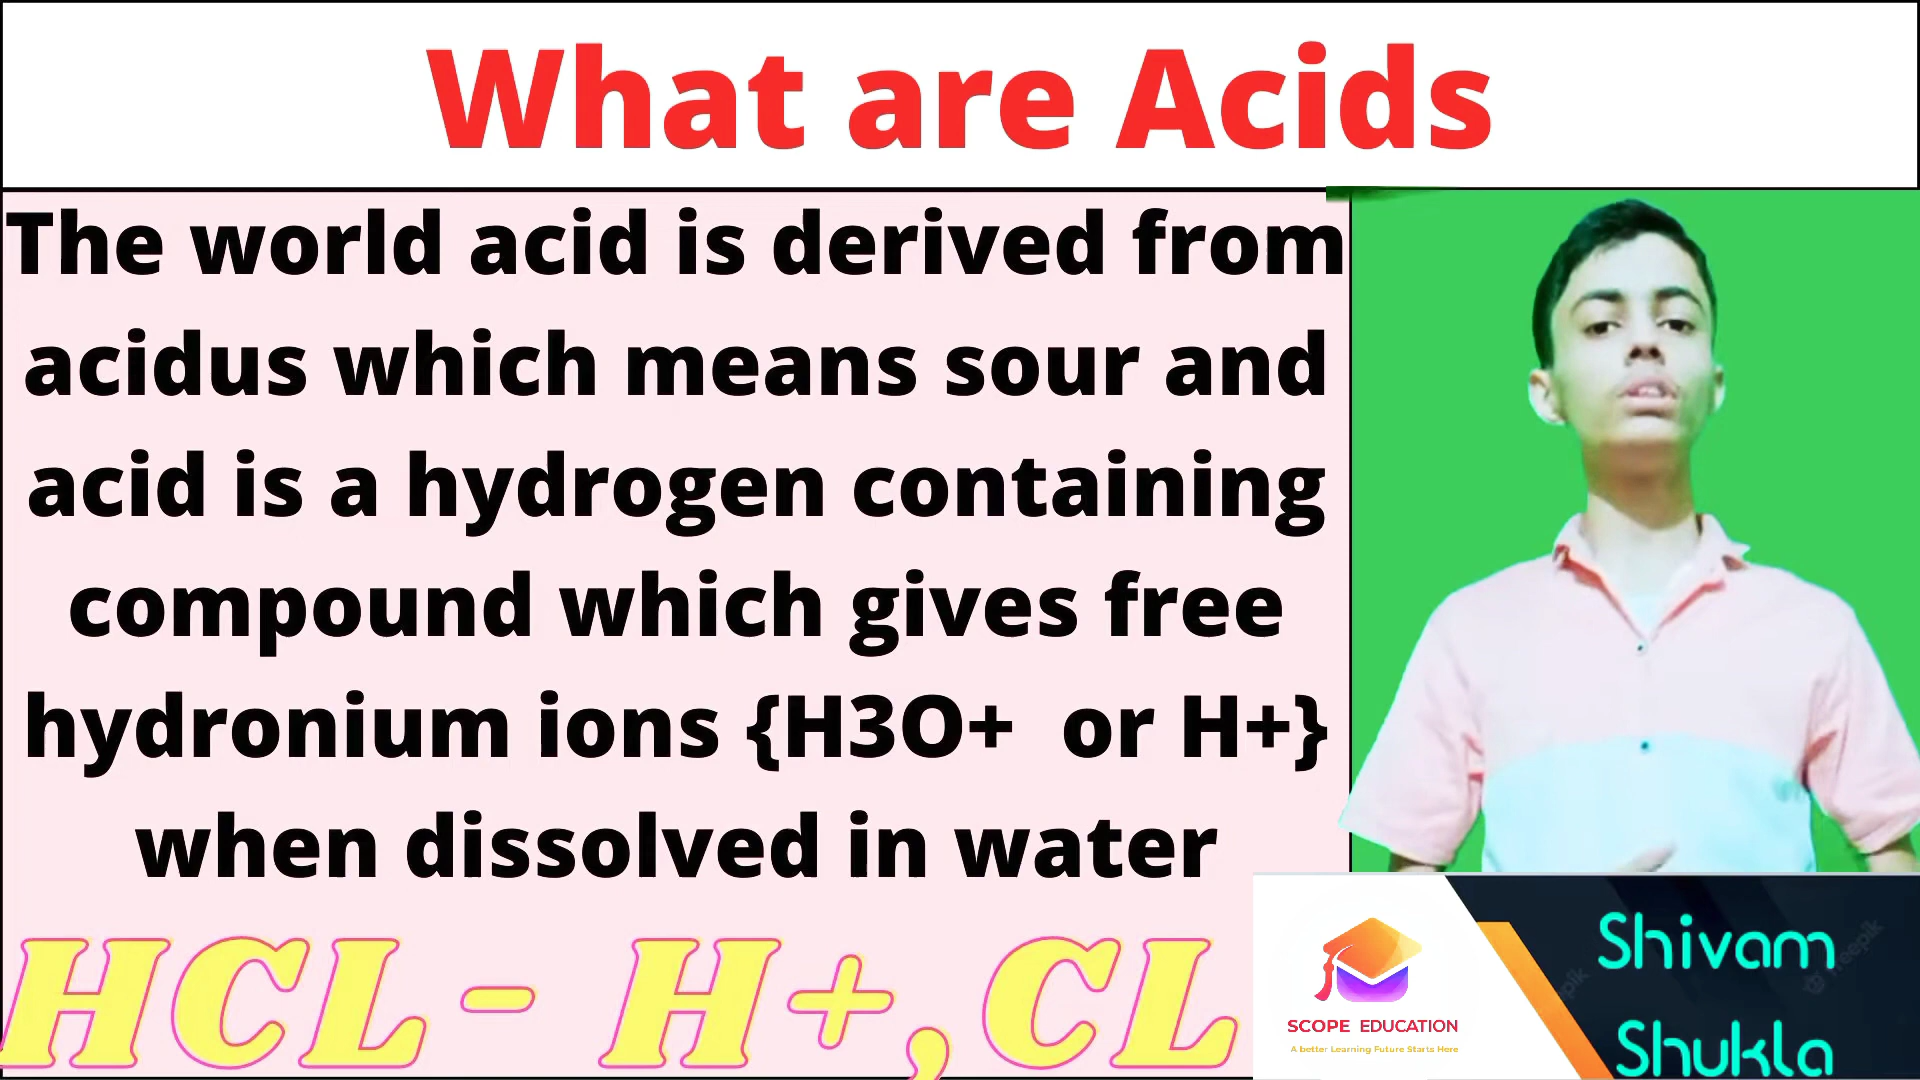 What are Acids
The world acid is derived from
acidus which means sour and
acid is a hydrogen containing
compound which gives free
hydronium ions {H3O+ or H+}
when dissolved in water
HCL- H+,CL
SCOPE EDUCATION
A better Learning Future Starts Here
Shivam
Shukla
freepik